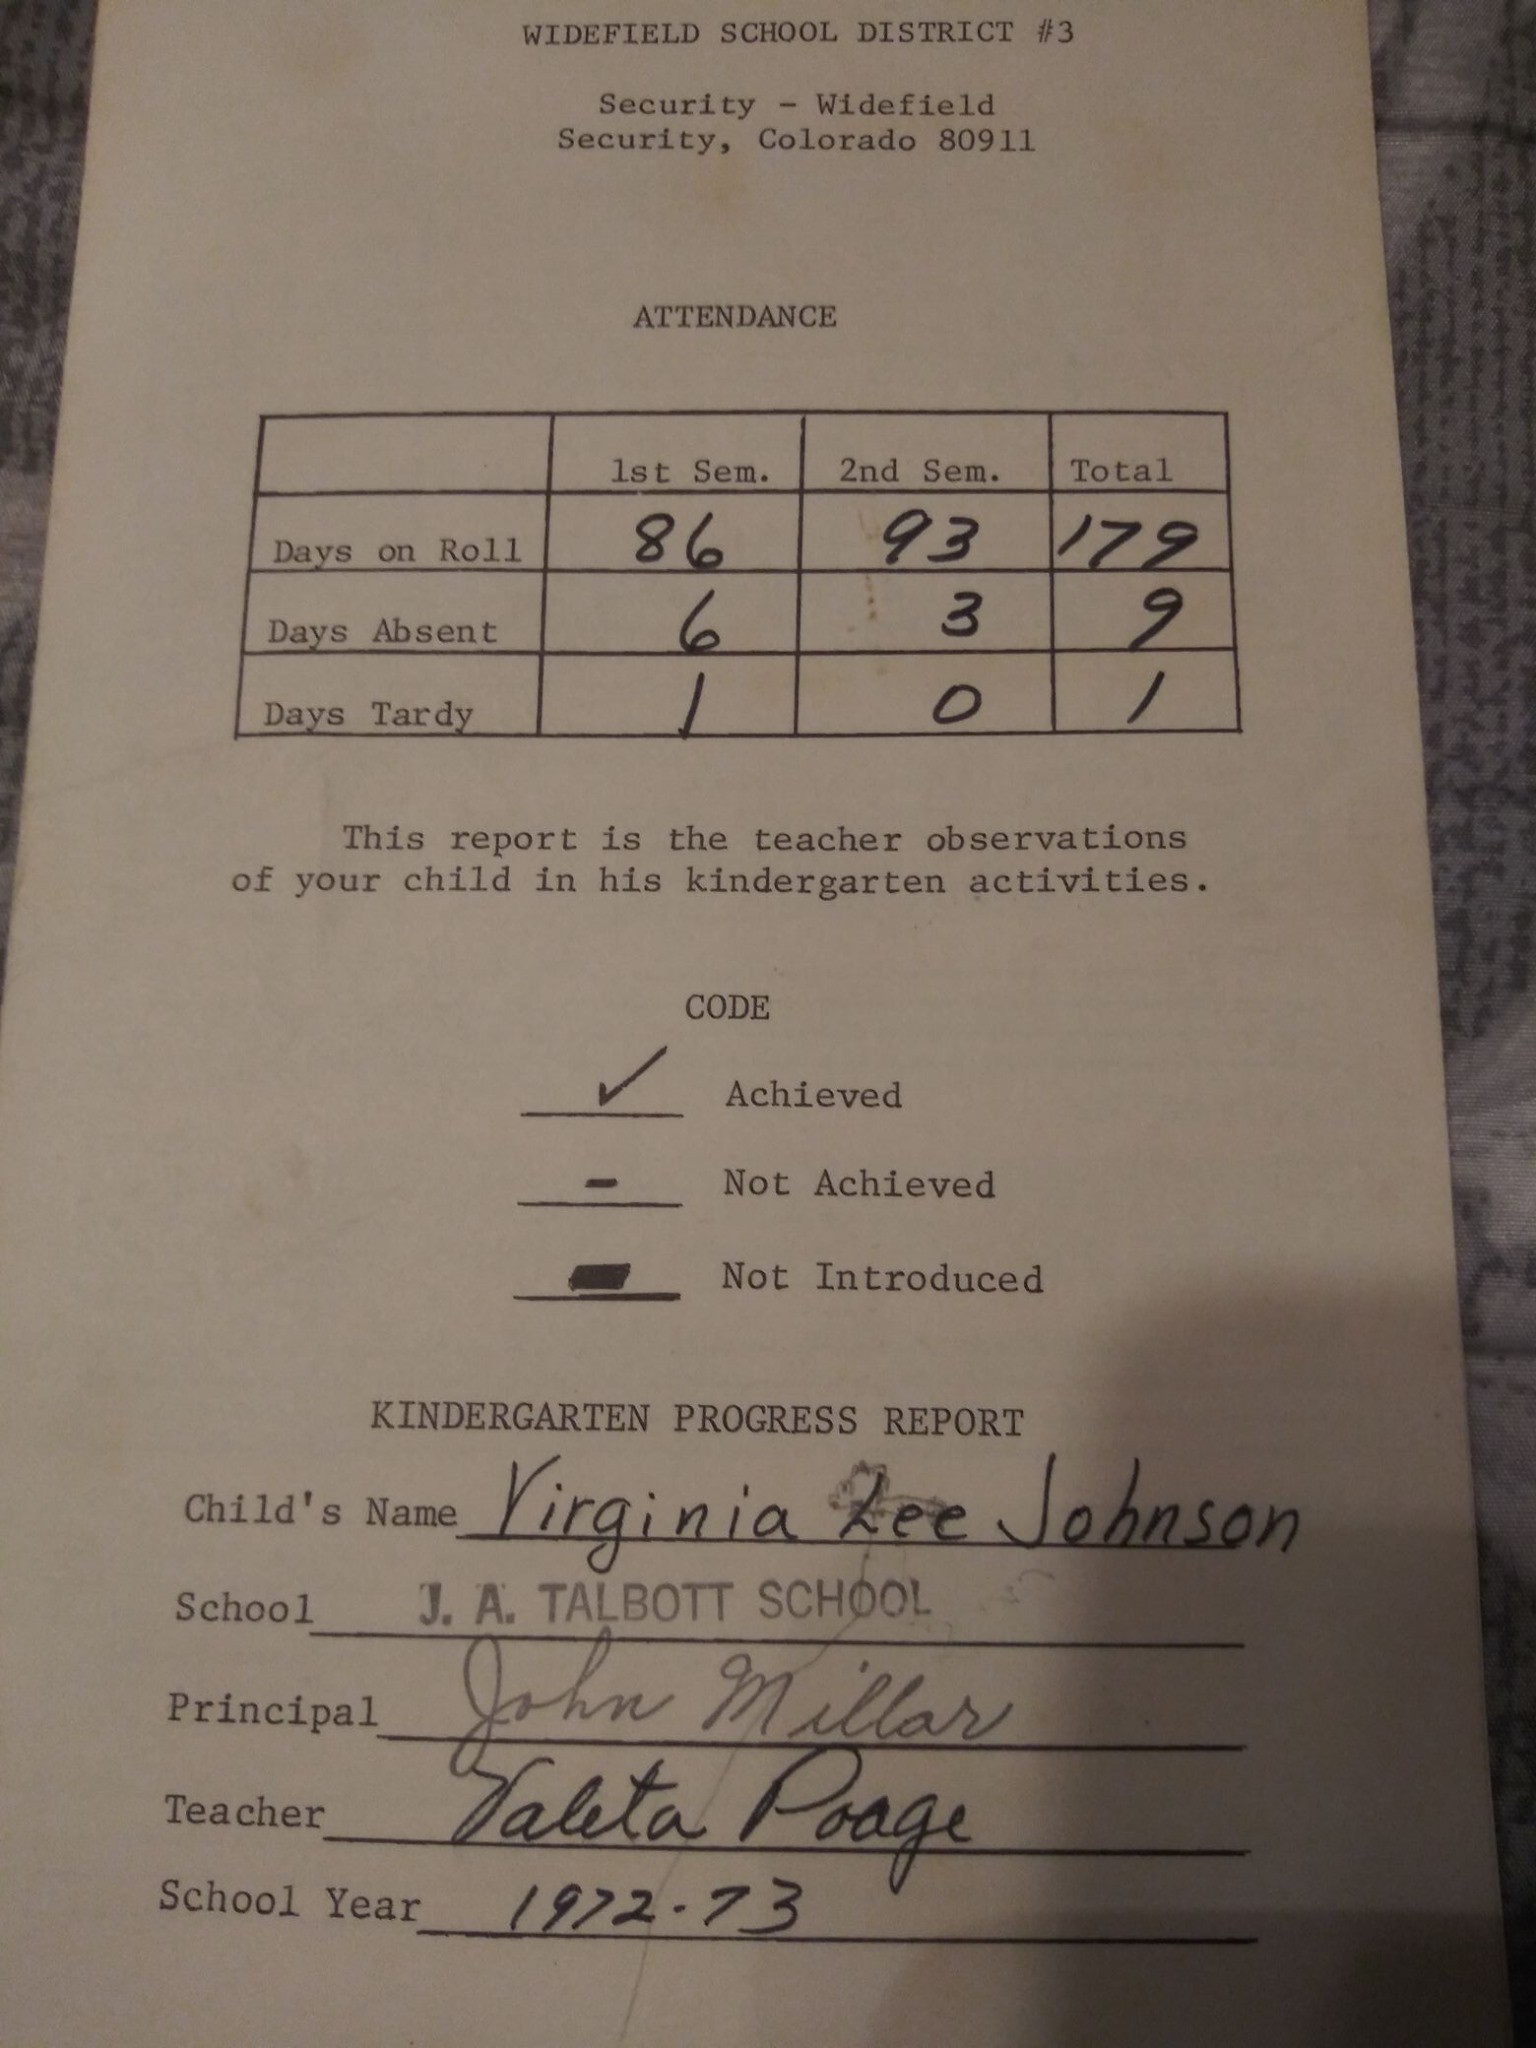 WIDEFIELD SCHOOL DISTRICT #3
Security - Widefield
Security, Colorado 80911
ATTENDANCE
1st Sem. 2nd Sem. Total
Days on Roll 86 93 179
Days Absent 6 3 9
Days Tardy 1 0 1
This report is the teacher observations
of your child in his kindergarten activities.
CODE
✓ Achieved
- Not Achieved
▬ Not Introduced
KINDERGARTEN PROGRESS REPORT
Child's Name Virginia Lee Johnson
School J. A. TALBOTT SCHOOL
Principal John Millar
Teacher Valeta Poage
School Year 1972-73